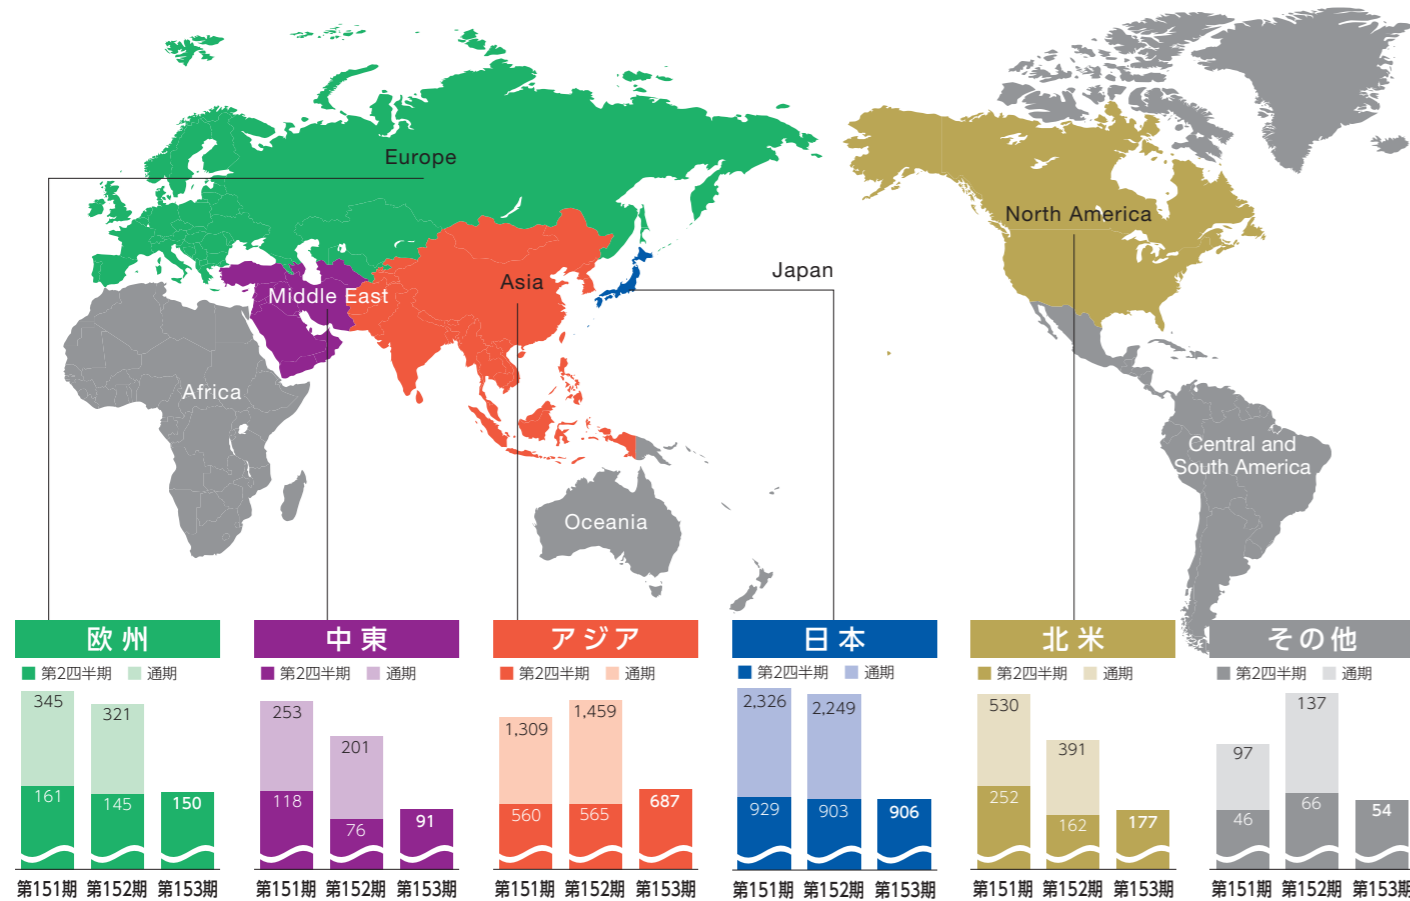 Europe
North America
Japan
Asia
Middle East
Africa
Central and
South America
Oceania
欧州
第2四半期 通期
345
321
161
145
150
第151期 第152期 第153期
中東
第2四半期 通期
253
201
118
76
91
第151期 第152期 第153期
アジア
第2四半期 通期
1,309
1,459
560
565
687
第151期 第152期 第153期
日本
第2四半期 通期
2,326
2,249
929
903
906
第151期 第152期 第153期
北米
第2四半期 通期
530
391
252
162
177
第151期 第152期 第153期
その他
第2四半期 通期
97
137
46
66
54
第151期 第152期 第153期